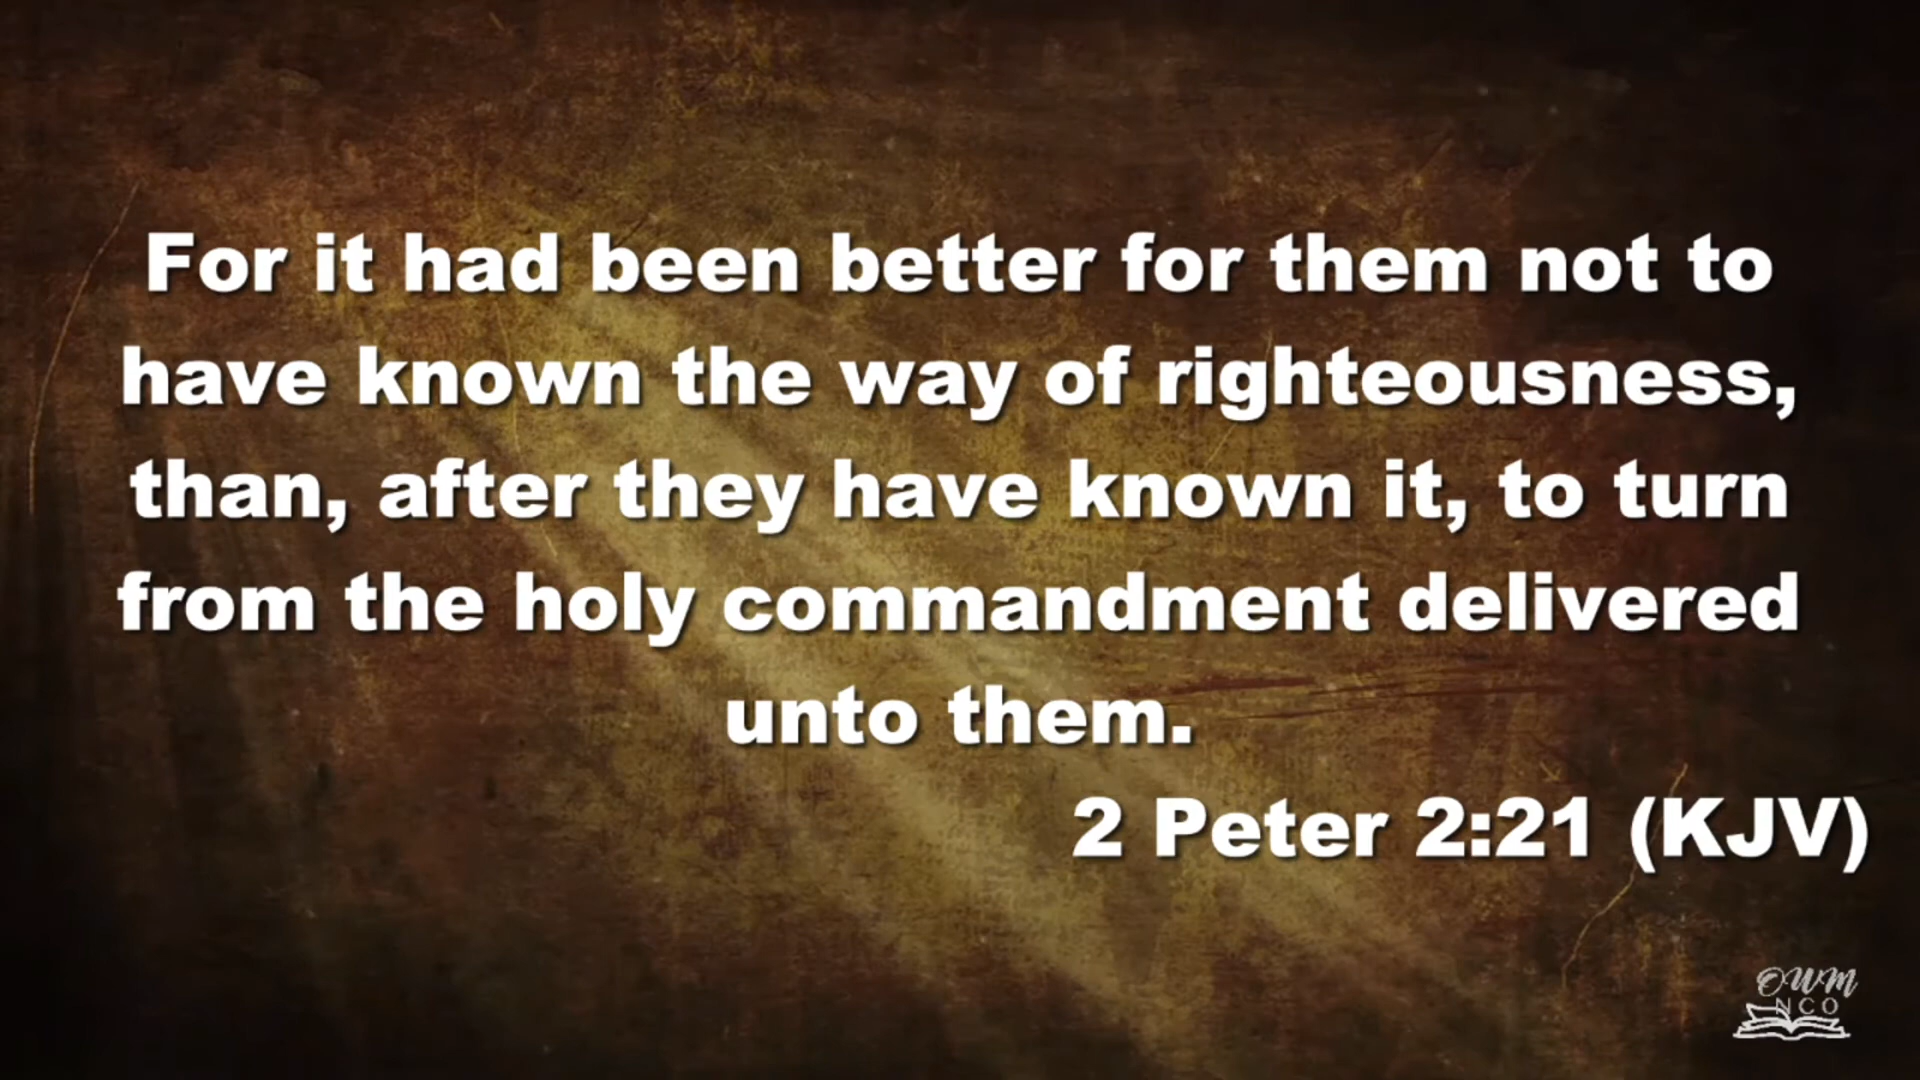 For it had been better for them not to
have known the way of righteousness,
than, after they have known it, to turn
from the holy commandment delivered
unto them.
2 Peter 2:21 (KJV)
OWM
NCO